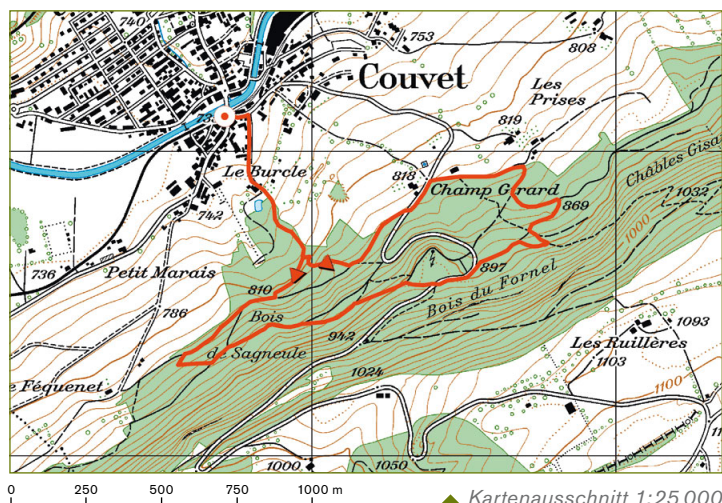 740
753
808
Couvet
Les
Prises
73
819
Le Burcle
818
Champ Girard
Châbles Gisa
742
869
1032
1000
736
Petit Marais
810
897
Bois du Fornel
786
Bois
de Sagneule
942
1093
Les Ruillères
1103
e Féquenet
1024
1100
1000
1050
11
0 250 500 750 1000 m
Kartenausschnitt 1:25 000